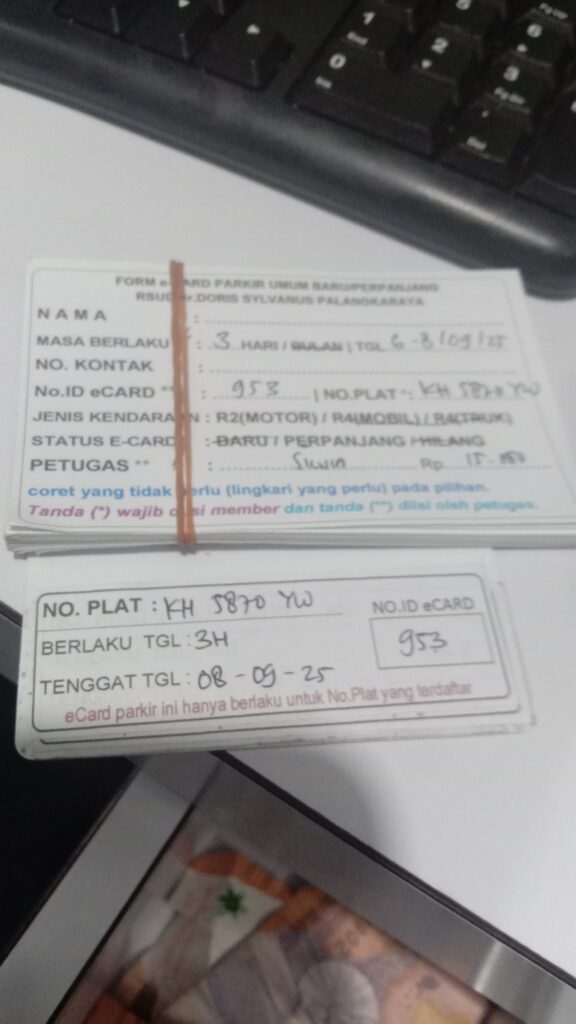 FORM e-CARD PARKIR UMUM BARU/PERPANJANG
RSUD dr.DORIS SYLVANUS PALANGKARAYA
NAMA :
MASA BERLAKU : 3 HARI / BULAN | TGL 6-8/09/25
NO. KONTAK :
No.ID eCARD ** : 953 | NO.PLAT *: KH 5870 YW
JENIS KENDARAAN : R2(MOTOR) / R4(MOBIL) / R4(TRUK)
STATUS E-CARD : BARU / PERPANJANG / HILANG
PETUGAS ** : Silvia Rp 15.000
coret yang tidak perlu (lingkari yang perlu) pada pilihan.
Tanda (*) wajib diisi member dan tanda (**) diisi oleh petugas.
NO. PLAT : KH 5870 YW NO.ID eCARD
BERLAKU TGL : 3H 953
TENGGAT TGL : 08-09-25
eCard parkir ini hanya berlaku untuk No.Plat yang terdaftar